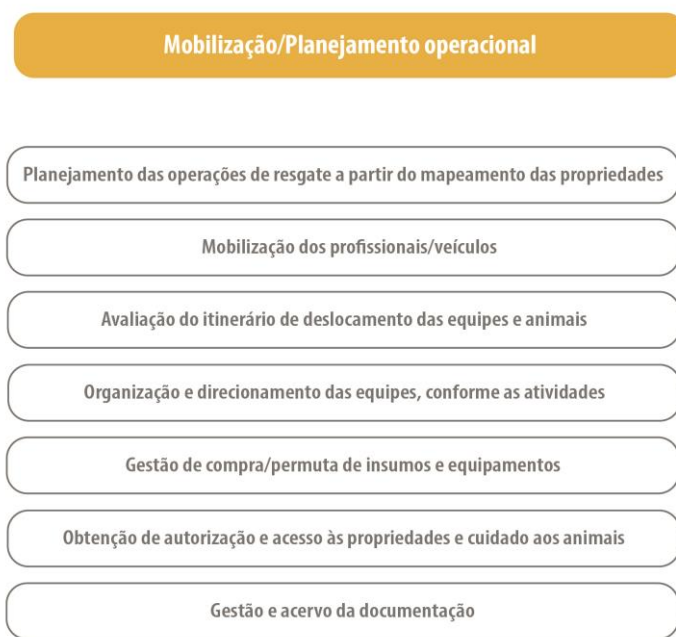 Mobilização/Planejamento operacional
Planejamento das operações de resgate a partir do mapeamento das propriedades
Mobilização dos profissionais/veículos
Avaliação do itinerário de deslocamento das equipes e animais
Organização e direcionamento das equipes, conforme as atividades
Gestão de compra/permuta de insumos e equipamentos
Obtenção de autorização e acesso às propriedades e cuidado aos animais
Gestão e acervo da documentação